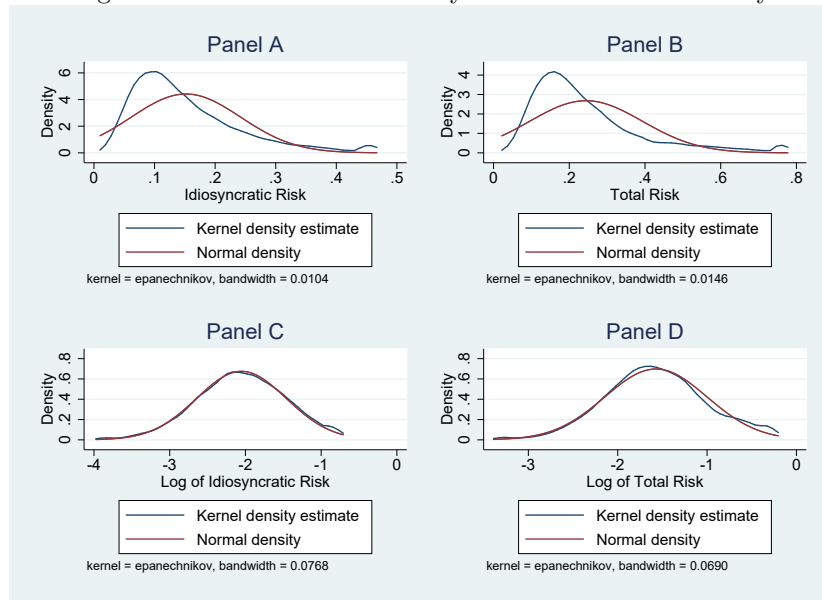 Panel A
Density
0 2 4 6
0 .1 .2 .3 .4 .5
Idiosyncratic Risk
Kernel density estimate
Normal density
kernel = epanechnikov, bandwidth = 0.0104
Panel B
Density
0 1 2 3 4
0 .2 .4 .6 .8
Total Risk
Kernel density estimate
Normal density
kernel = epanechnikov, bandwidth = 0.0146
Panel C
Density
0 .2 .4 .6 .8
-4 -3 -2 -1 0
Log of Idiosyncratic Risk
Kernel density estimate
Normal density
kernel = epanechnikov, bandwidth = 0.0768
Panel D
Density
0 .2 .4 .6 .8
-3 -2 -1 0
Log of Total Risk
Kernel density estimate
Normal density
kernel = epanechnikov, bandwidth = 0.0690